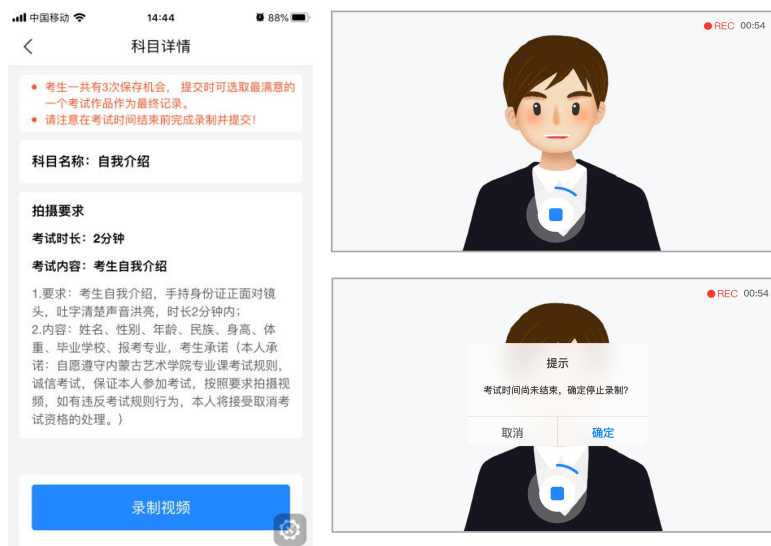 中国移动 14:44 88%
科目详情
• 考生一共有3次保存机会， 提交时可选取最满意的
一个考试作品作为最终记录。
• 请注意在考试时间结束前完成录制并提交！
科目名称：自我介绍
拍摄要求
考试时长：2分钟
考试内容：考生自我介绍
1.要求：考生自我介绍，手持身份证正面对镜
头，吐字清楚声音洪亮，时长2分钟内；
2.内容：姓名、性别、年龄、民族、身高、体
重、毕业学校、报考专业，考生承诺（本人承
诺：自愿遵守内蒙古艺术学院专业课考试规则，
诚信考试，保证本人参加考试，按照要求拍摄视
频，如有违反考试规则行为，本人将接受取消考
试资格的处理。）
录制视频
REC 00:54
REC 00:54
提示
考试时间尚未结束，确定停止录制？
取消 确定